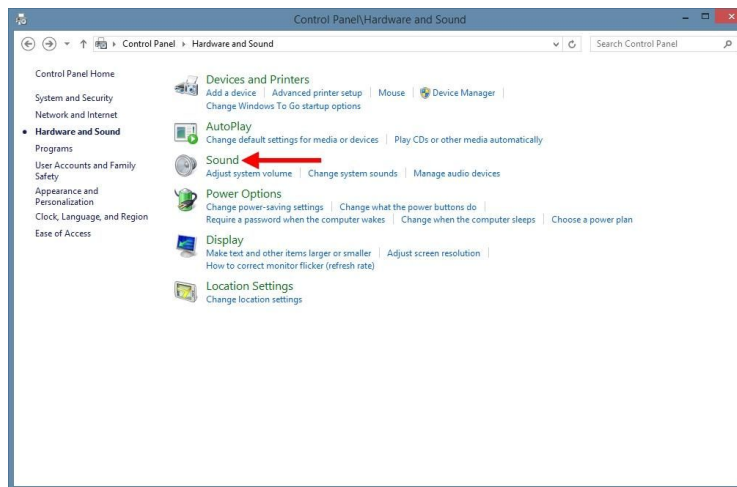 Control Panel\Hardware and Sound
Control Panel Hardware and Sound
Search Control Panel
Control Panel Home
System and Security
Network and Internet
Hardware and Sound
Programs
User Accounts and Family
Safety
Appearance and
Personalization
Clock, Language, and Region
Ease of Access
Devices and Printers
Add a device Advanced printer setup Mouse Device Manager
Change Windows To Go startup options
AutoPlay
Change default settings for media or devices Play CDs or other media automatically
Sound
Adjust system volume Change system sounds Manage audio devices
Power Options
Change power-saving settings Change what the power buttons do
Require a password when the computer wakes Change when the computer sleeps Choose a power plan
Display
Make text and other items larger or smaller Adjust screen resolution
How to correct monitor flicker (refresh rate)
Location Settings
Change location settings